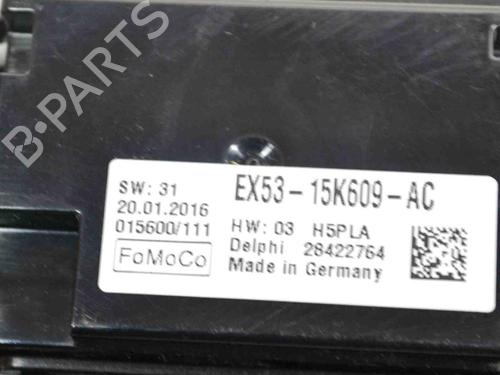 B-PARTS
EX53-15K609-AC
SW: 31
20.01.2016
015600/111
HW: 03 H5PLA
Delphi 28422764
Made in Germany
FoMoCo